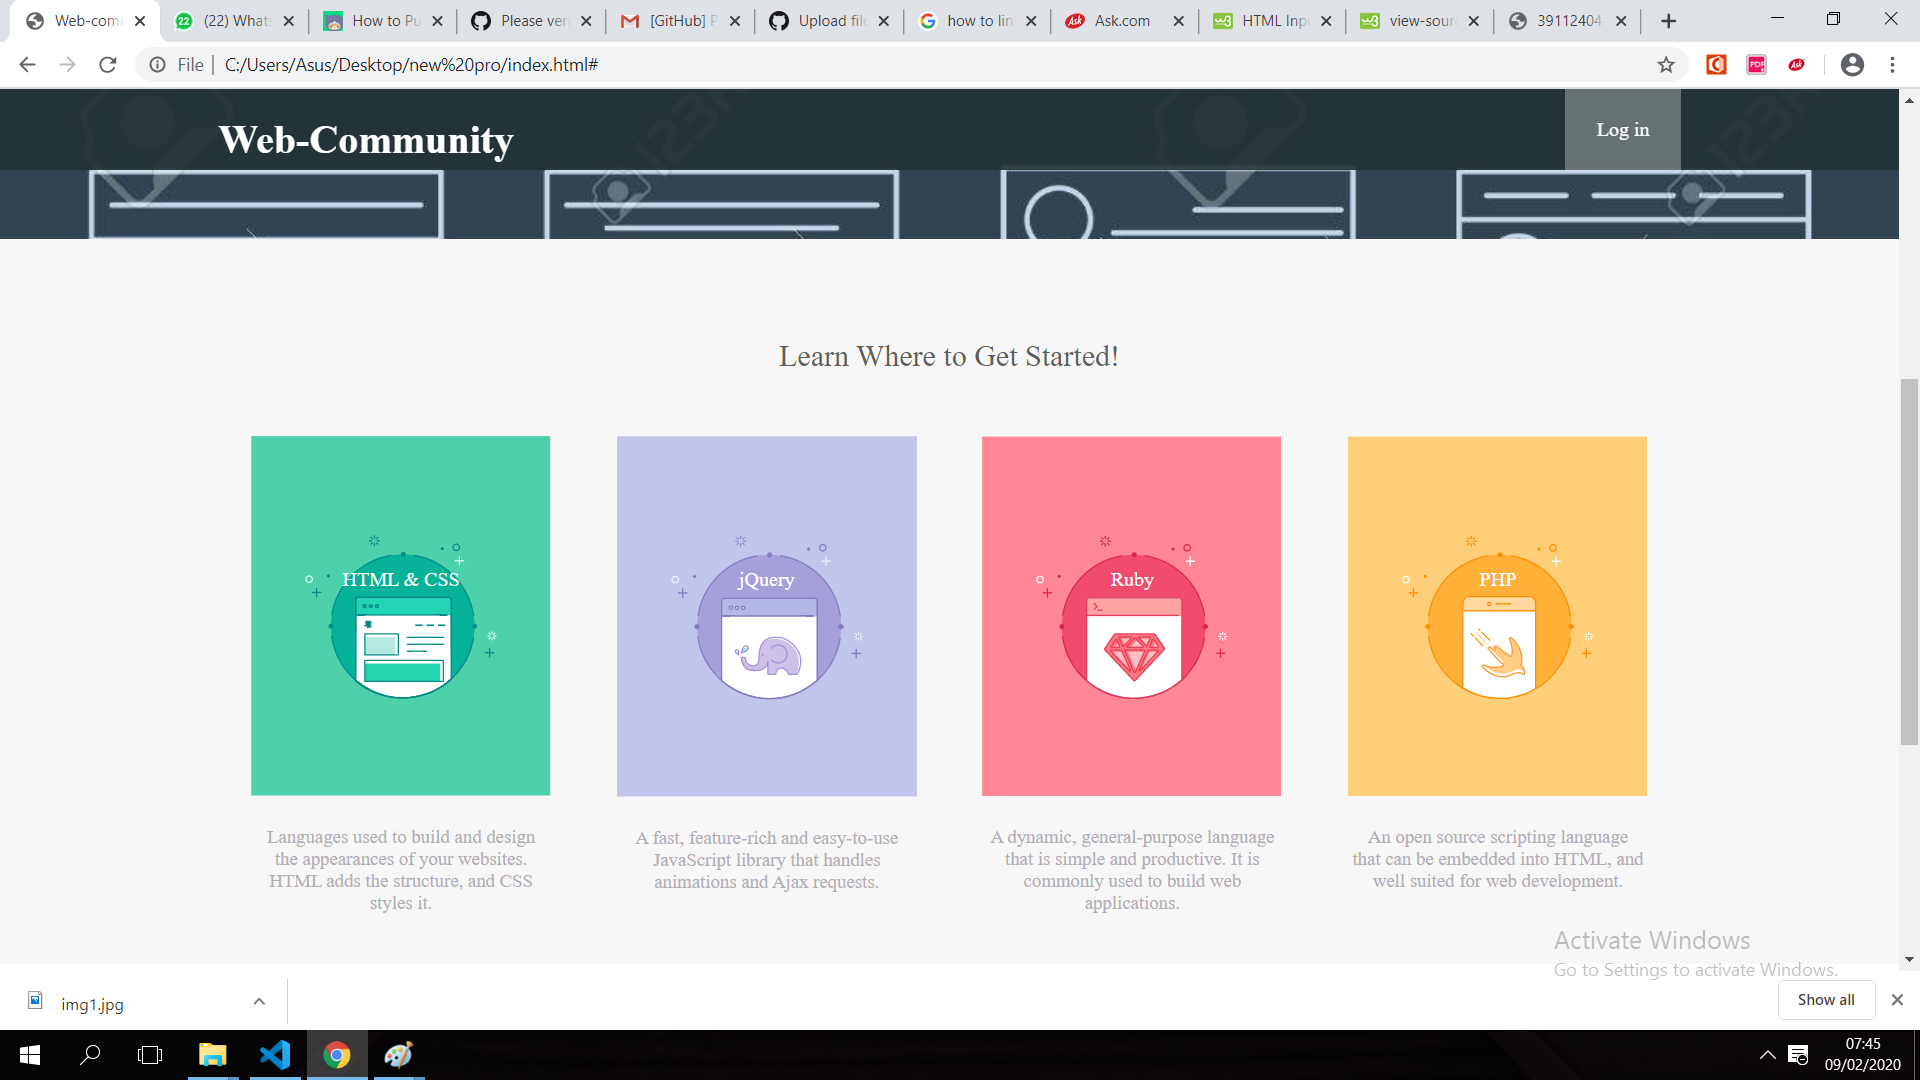 Web-com
(22) Whats
How to Pu
Please veri
[GitHub] P
Upload file
how to lin
Ask.com
HTML Inp
view-sour
39112404
File
C:/Users/Asus/Desktop/new%20pro/index.html#
PDF
Ask
Web-Community
Log in
Learn Where to Get Started!
HTML & CSS
jQuery
Ruby
PHP
Languages used to build and design
the appearances of your websites.
HTML adds the structure, and CSS
styles it.
A fast, feature-rich and easy-to-use
JavaScript library that handles
animations and Ajax requests.
A dynamic, general-purpose language
that is simple and productive. It is
commonly used to build web
applications.
An open source scripting language
that can be embedded into HTML, and
well suited for web development.
Activate Windows
Go to Settings to activate Windows.
img1.jpg
Show all
07:45
09/02/2020